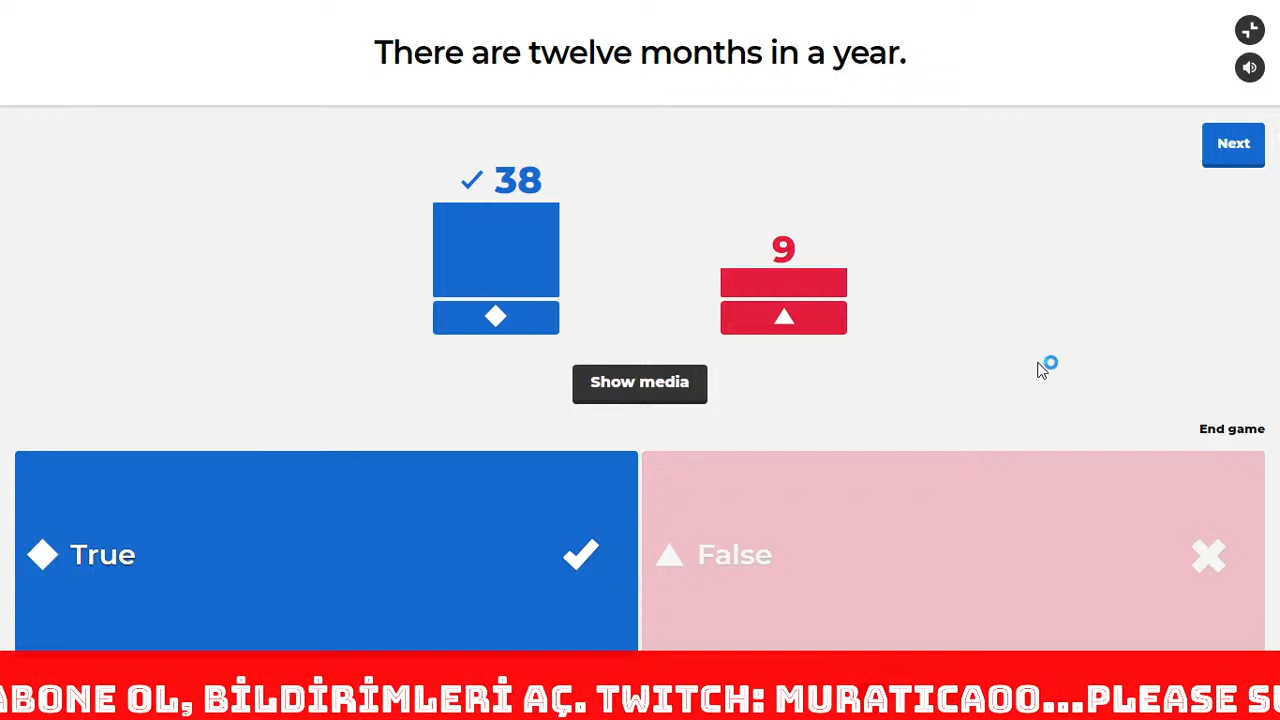 There are twelve months in a year.
Next
38
9
Show media
End game
True
False
ABONE OL, BİLDİRİMLERİ AÇ. TWITCH: MURATICAOO...PLEASE SU